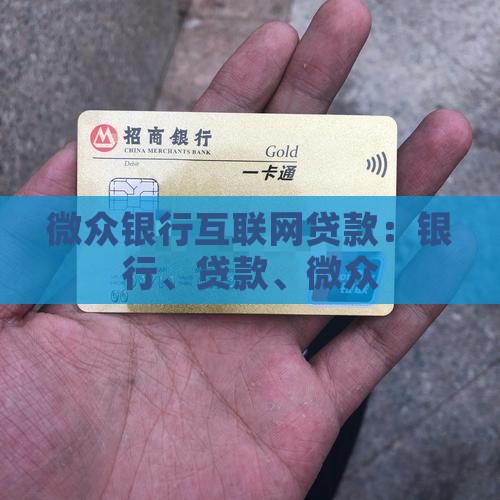 招商银行
CHINA MERCHANTS BANK
Debit
Gold
一卡通
微众银行互联网贷款：银
行、贷款、微众